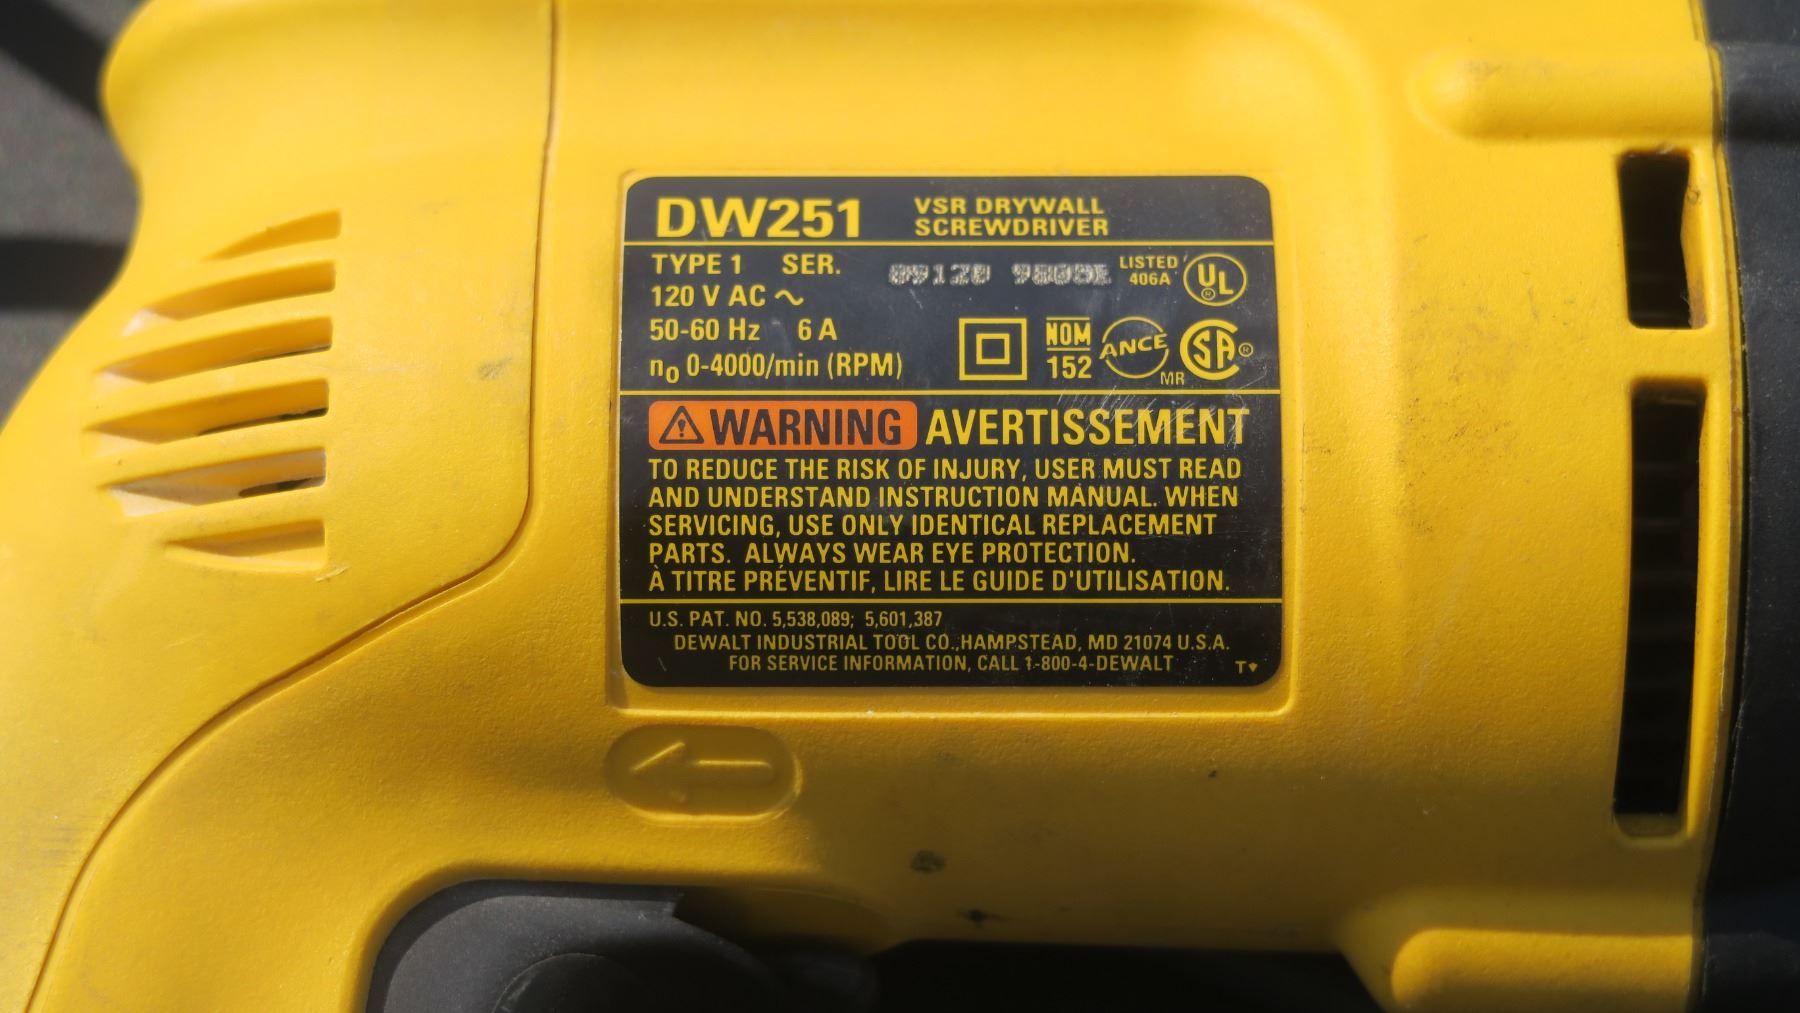 DW251
VSR DRYWALL
SCREWDRIVER
TYPE 1 SER.
LISTED
406A
UL
®
120 V AC ~
50-60 Hz 6 A
n0 0-4000/min (RPM)
NOM
152
ANCE
MR
SA
®
⚠ WARNING AVERTISSEMENT
TO REDUCE THE RISK OF INJURY, USER MUST READ
AND UNDERSTAND INSTRUCTION MANUAL. WHEN
SERVICING, USE ONLY IDENTICAL REPLACEMENT
PARTS. ALWAYS WEAR EYE PROTECTION.
À TITRE PRÉVENTIF, LIRE LE GUIDE D'UTILISATION.
U.S. PAT. NO. 5,538,089; 5,601,387
DEWALT INDUSTRIAL TOOL CO.,HAMPSTEAD, MD 21074 U.S.A.
FOR SERVICE INFORMATION, CALL 1-800-4-DEWALT
T